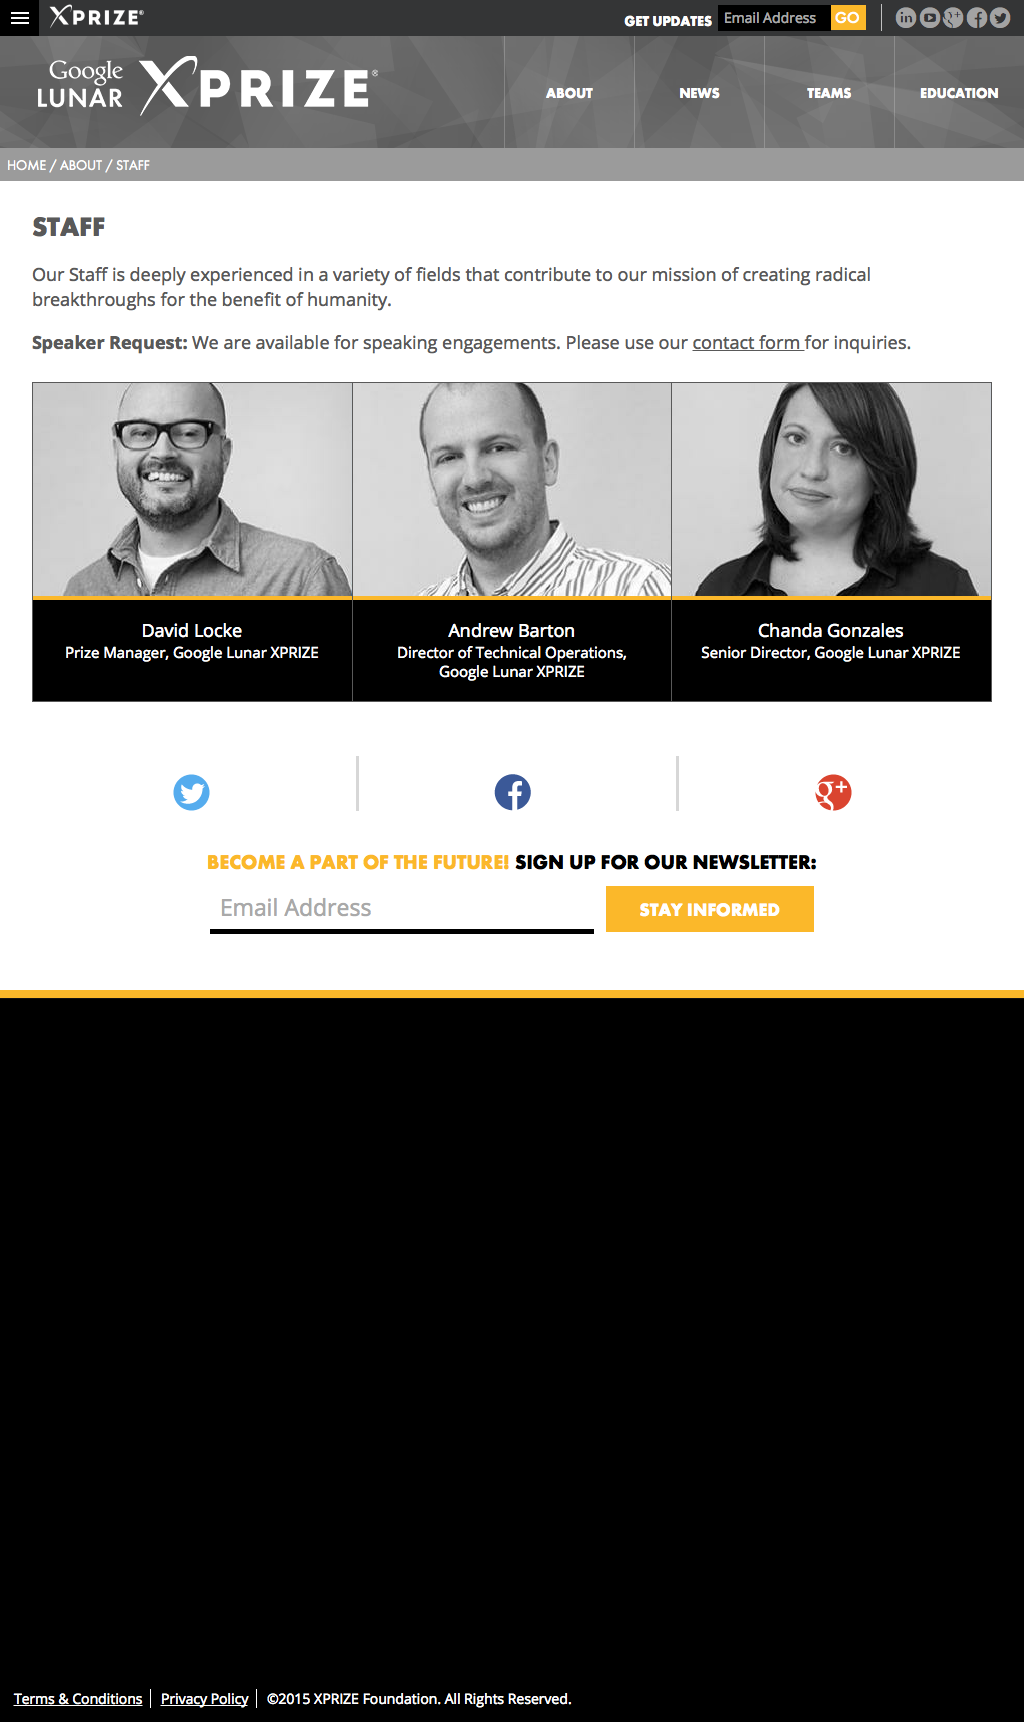 XPRIZE®
GET UPDATES
Email Address
GO
Google
LUNAR
XPRIZE®
ABOUT
NEWS
TEAMS
EDUCATION
HOME / ABOUT / STAFF
STAFF
Our Staff is deeply experienced in a variety of fields that contribute to our mission of creating radical
breakthroughs for the benefit of humanity.
Speaker Request: We are available for speaking engagements. Please use our contact form for inquiries.
David Locke
Prize Manager, Google Lunar XPRIZE
Andrew Barton
Director of Technical Operations,
Google Lunar XPRIZE
Chanda Gonzales
Senior Director, Google Lunar XPRIZE
BECOME A PART OF THE FUTURE! SIGN UP FOR OUR NEWSLETTER:
Email Address
STAY INFORMED
Terms & Conditions
Privacy Policy
©2015 XPRIZE Foundation. All Rights Reserved.